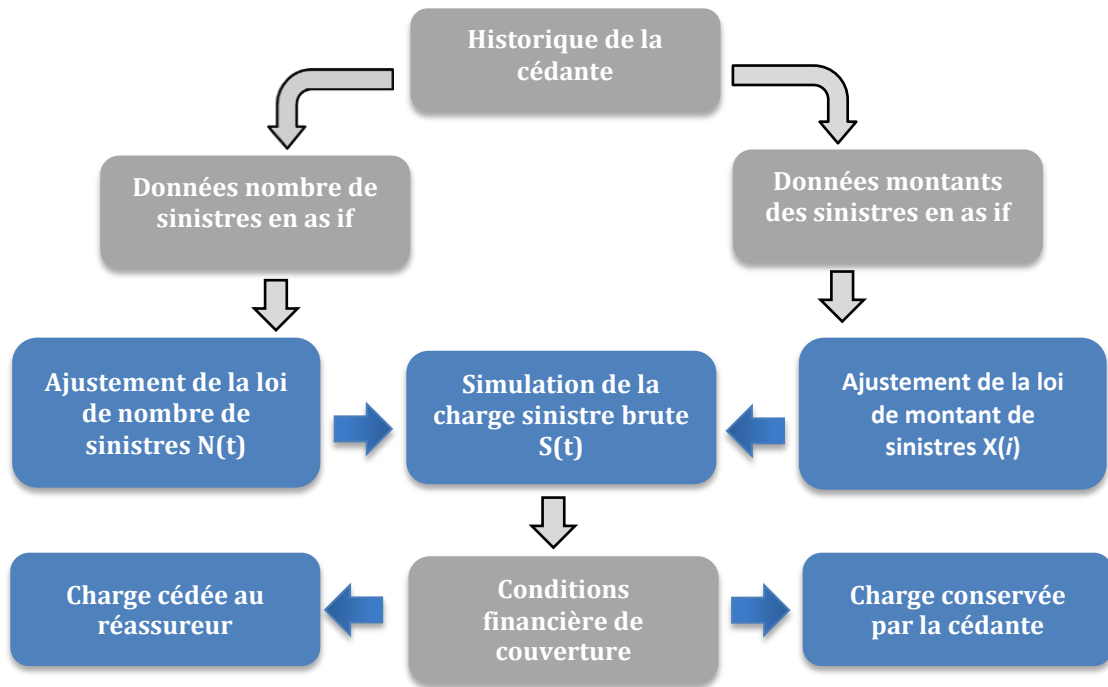 Historique de la
cédante
Données nombre de
sinistres en as if
Données montants
des sinistres en as if
Ajustement de la loi
de nombre de
sinistres N(t)
Simulation de la
charge sinistre brute
S(t)
Ajustement de la loi
de montant de
sinistres X(i)
Charge cédée au
réassureur
Conditions
financière de
couverture
Charge conservée
par la cédante